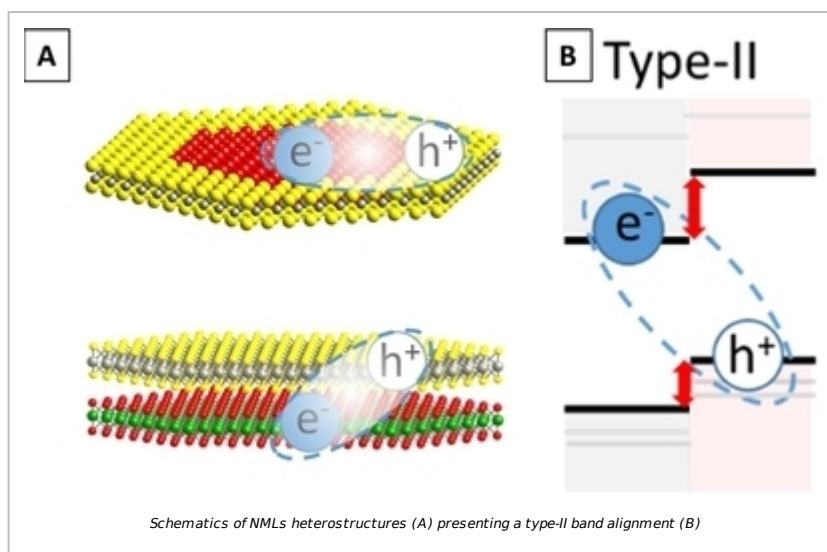 A
B
Type-II
e-
h+
h+
e-
e-
h+
Schematics of NMLs heterostructures (A) presenting a type-II band alignment (B)